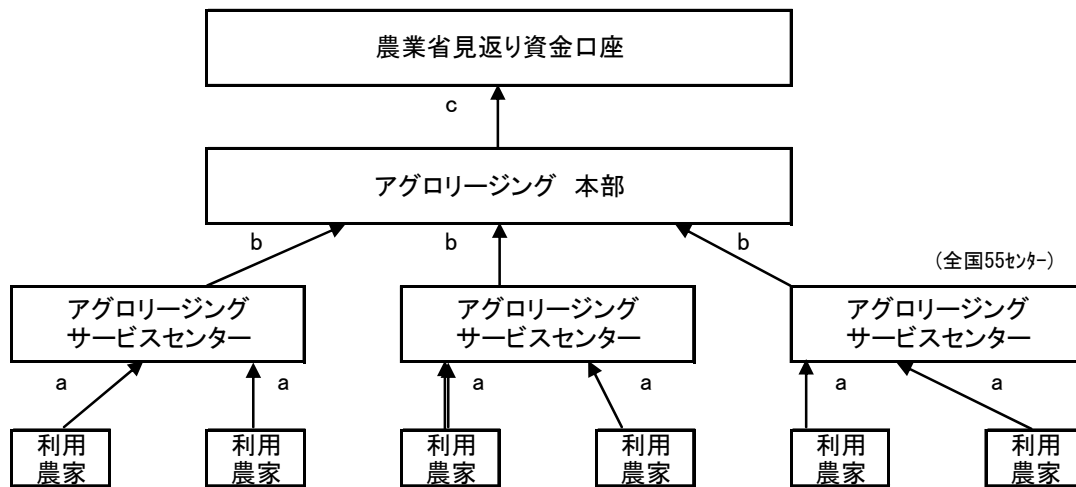 農業省見返り資金口座
c
アグロリージング 本部
b
b
b
(全国55ｾﾝﾀｰ)
アグロリージング
サービスセンター
アグロリージング
サービスセンター
アグロリージング
サービスセンター
a
a
a
a
a
a
利用
農家
利用
農家
利用
農家
利用
農家
利用
農家
利用
農家